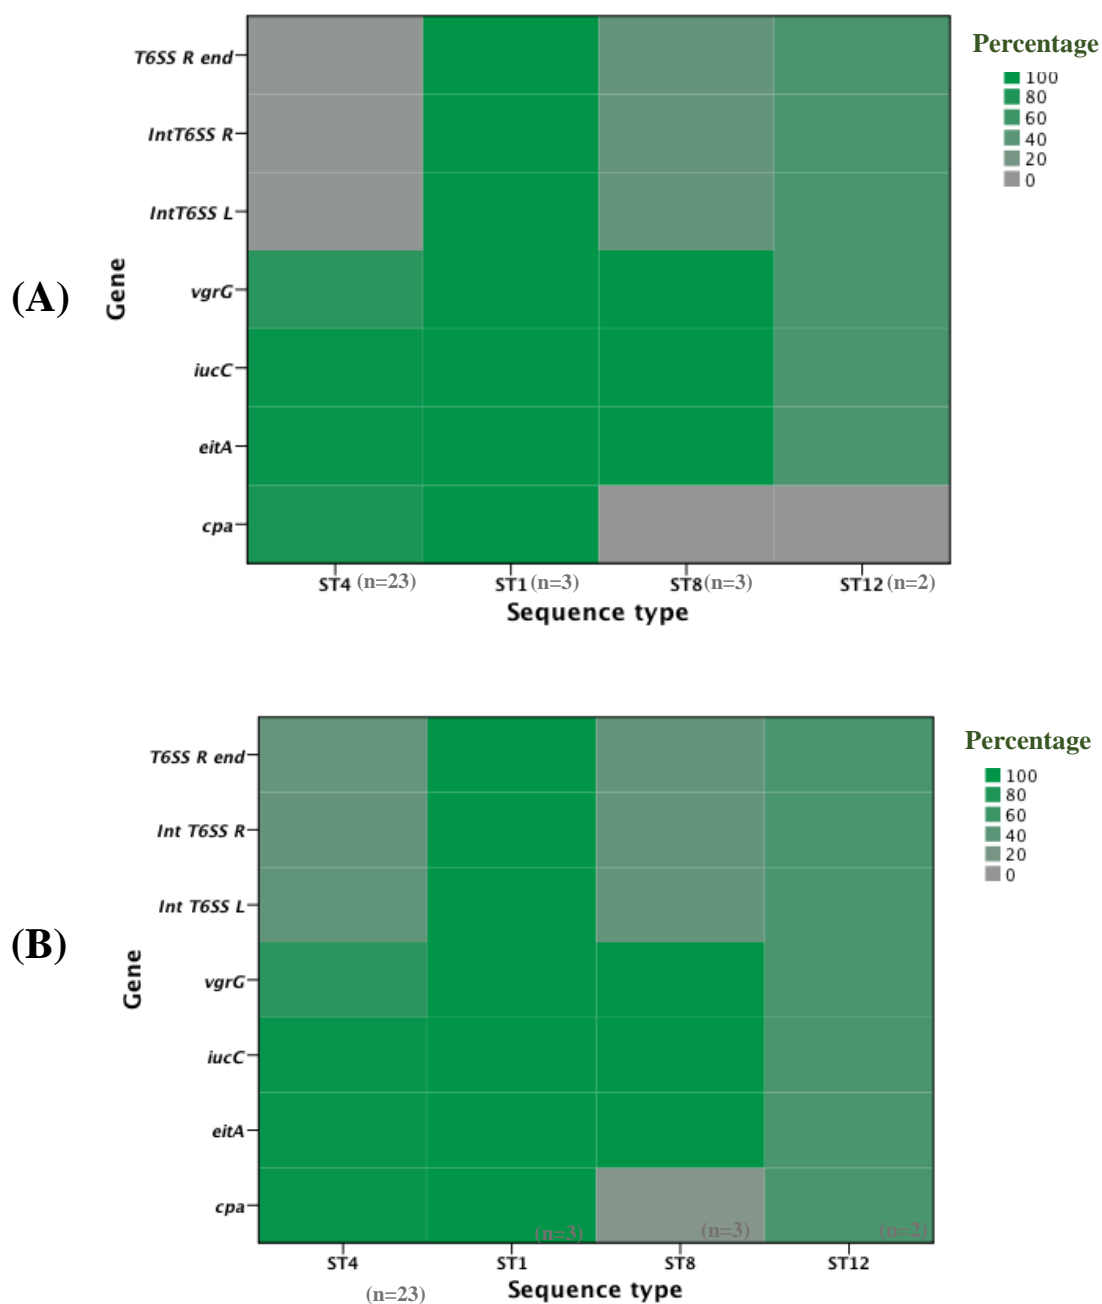 Percentage
100
80
60
40
20
0
T6SS R end
IntT6SS R
IntT6SS L
vgrG
iucC
eitA
cpa
Gene
(A)
ST4 (n=23) ST1 (n=3) ST8 (n=3) ST12 (n=2)
Sequence type
Percentage
100
80
60
40
20
0
T6SS R end
Int T6SS R
Int T6SS L
vgrG
iucC
eitA
cpa
Gene
(B)
(n=3) (n=3) (n=2)
ST4 ST1 ST8 ST12
(n=23)
Sequence type